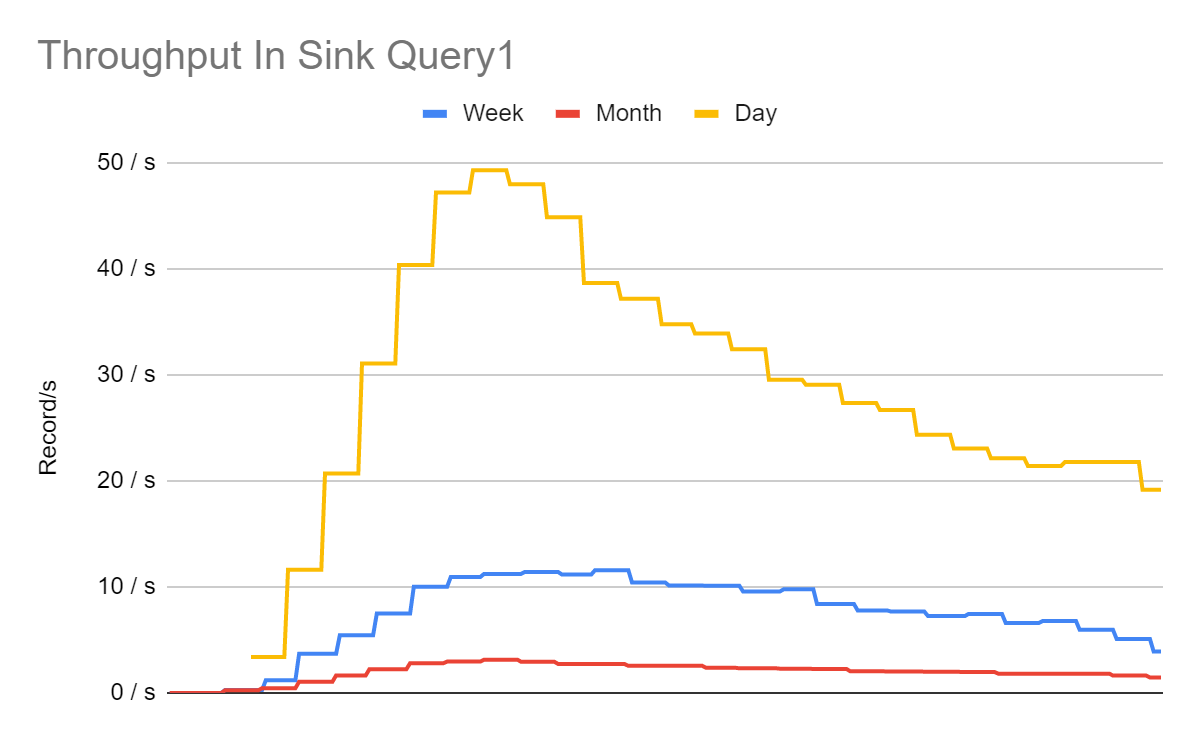 Throughput In Sink Query1
Week Month Day
50 / s
40 / s
30 / s
20 / s
10 / s
0 / s
Record/s